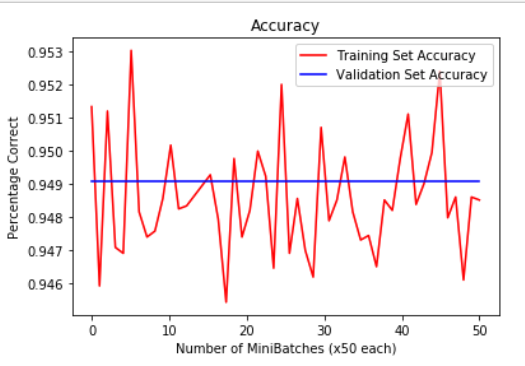 Accuracy
Training Set Accuracy
Validation Set Accuracy
Percentage Correct
0.953
0.952
0.951
0.950
0.949
0.948
0.947
0.946
0 10 20 30 40 50
Number of MiniBatches (x50 each)